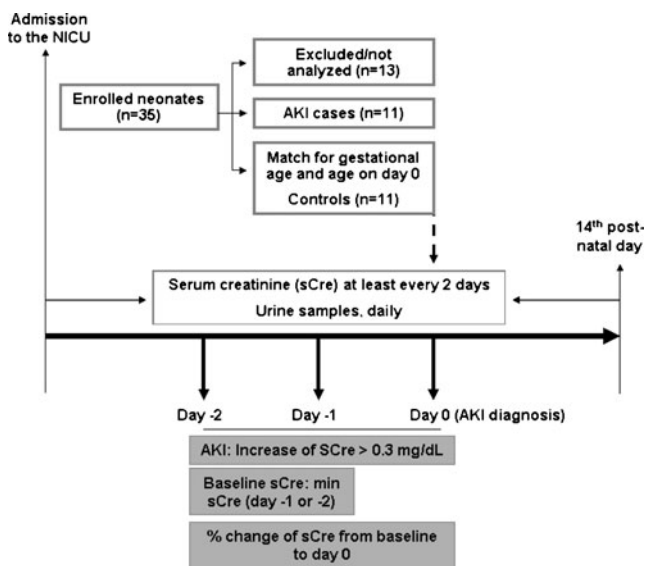 Admission
to the NICU
Excluded/not
analyzed (n=13)
Enrolled neonates
(n=35)
AKI cases (n=11)
Match for gestational
age and age on day 0
Controls (n=11)
14th post-
natal day
Serum creatinine (sCre) at least every 2 days
Urine samples, daily
Day -2
Day -1
Day 0 (AKI diagnosis)
AKI: Increase of SCre > 0.3 mg/dL
Baseline sCre: min
sCre (day -1 or -2)
% change of sCre from baseline
to day 0